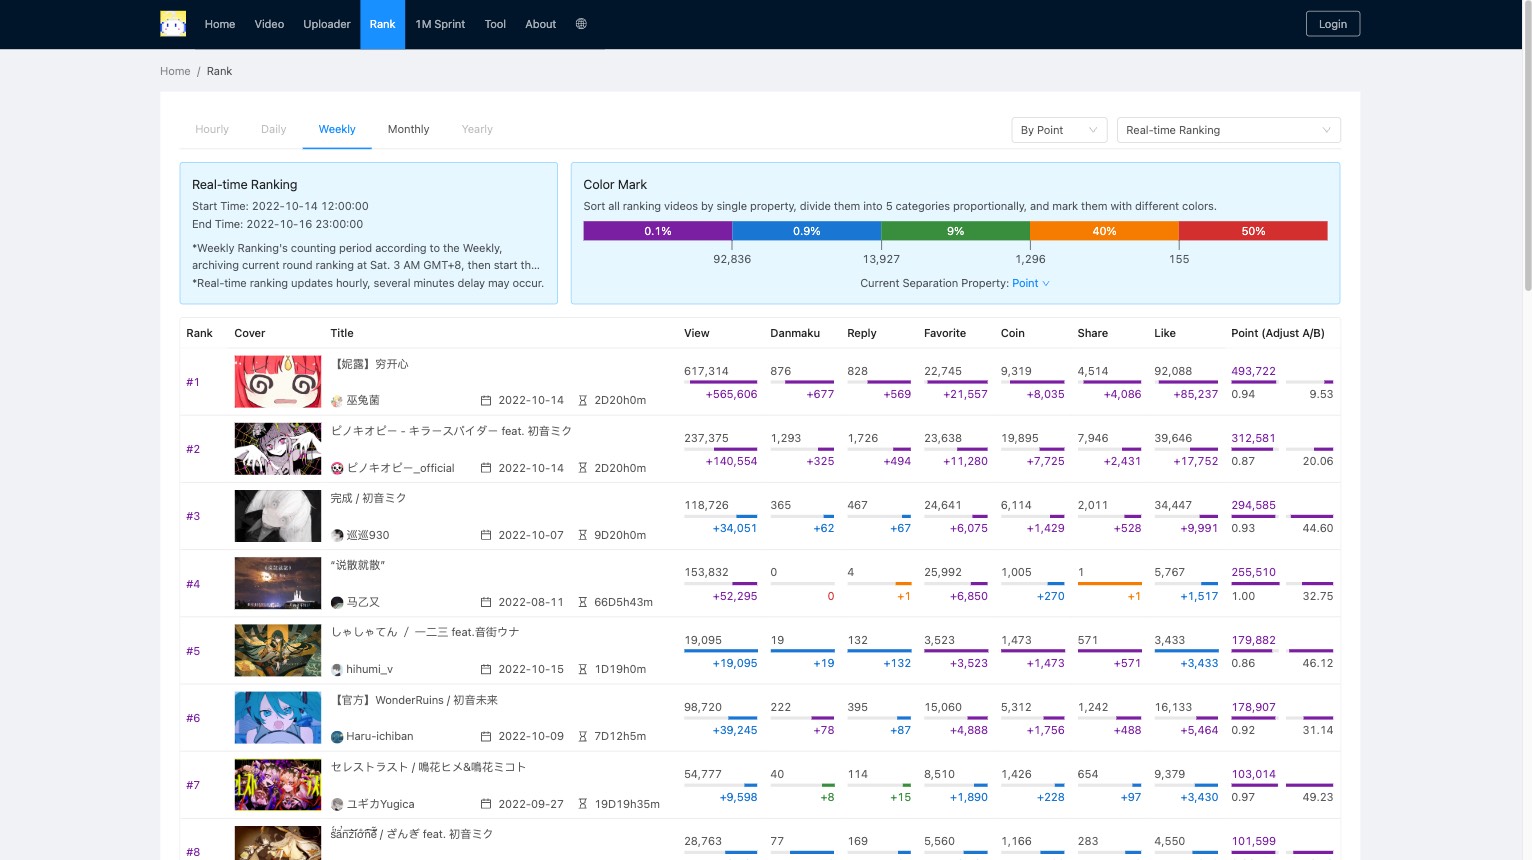 Home Video Uploader Rank 1M Sprint Tool About Login
Home / Rank
Hourly Daily Weekly Monthly Yearly By Point Real-time Ranking
Real-time Ranking
Start Time: 2022-10-14 12:00:00
End Time: 2022-10-16 23:00:00
*Weekly Ranking's counting period according to the Weekly,
archiving current round ranking at Sat. 3 AM GMT+8, then start th...
*Real-time ranking updates hourly, several minutes delay may occur.
Color Mark
Sort all ranking videos by single property, divide them into 5 categories proportionally, and mark them with different colors.
0.1% 0.9% 9% 40% 50%
92,836 13,927 1,296 155
Current Separation Property: Point
Rank Cover Title View Danmaku Reply Favorite Coin Share Like Point (Adjust A/B)
【妮露】穷开心
617,314 876 828 22,745 9,319 4,514 92,088 493,722
#1
巫兔菌 2022-10-14 2D20h0m
+565,606 +677 +569 +21,557 +8,035 +4,086 +85,237 0.94 9.53
ピノキオピー - キラースパイダー feat. 初音ミク
237,375 1,293 1,726 23,638 19,895 7,946 39,646 312,581
#2
ピノキオピー_official 2022-10-14 2D20h0m
+140,554 +325 +494 +11,280 +7,725 +2,431 +17,752 0.87 20.06
完成 / 初音ミク
118,726 365 467 24,641 6,114 2,011 34,447 294,585
#3
巡巡930 2022-10-07 9D20h0m
+34,051 +62 +67 +6,075 +1,429 +528 +9,991 0.93 44.60
“说散就散”
153,832 0 4 25,992 1,005 1 5,767 255,510
#4
马乙又 2022-08-11 66D5h43m
+52,295 0 +1 +6,850 +270 +1 +1,517 1.00 32.75
しゃしゃてん ／ 一二三 feat.音街ウナ
19,095 19 132 3,523 1,473 571 3,433 179,882
#5
hihumi_v 2022-10-15 1D19h0m
+19,095 +19 +132 +3,523 +1,473 +571 +3,433 0.86 46.12
【官方】WonderRuins / 初音未来
98,720 222 395 15,060 5,312 1,242 16,133 178,907
#6
Haru-ichiban 2022-10-09 7D12h5m
+39,245 +78 +87 +4,888 +1,756 +488 +5,464 0.92 31.14
セレストラスト / 鳴花ヒメ&鳴花ミコト
54,777 40 114 8,510 1,426 654 9,379 103,014
#7
ユギカYugica 2022-09-27 19D19h35m
+9,598 +8 +15 +1,890 +228 +97 +3,430 0.97 49.23
/ ざんぎ feat. 初音ミク
28,763 77 169 5,560 1,166 283 4,550 101,599
#8